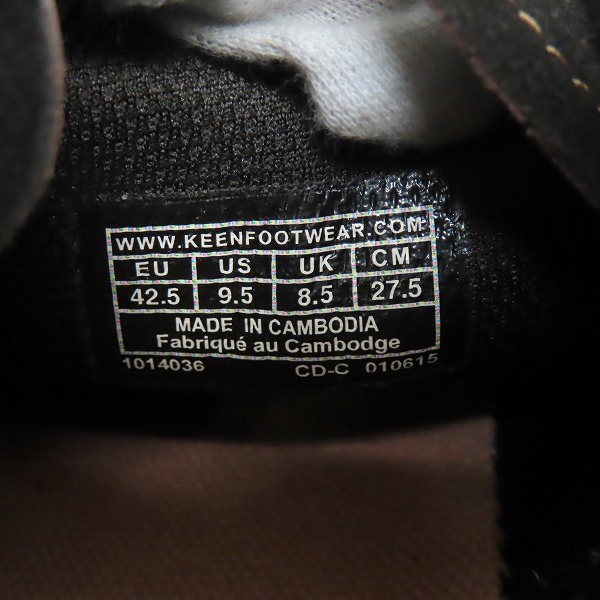 WWW.KEENFOOTWEAR.COM
EU US UK CM
42.5 9.5 8.5 27.5
MADE IN CAMBODIA
Fabriqué au Cambodge
1014036 CD-C 010615